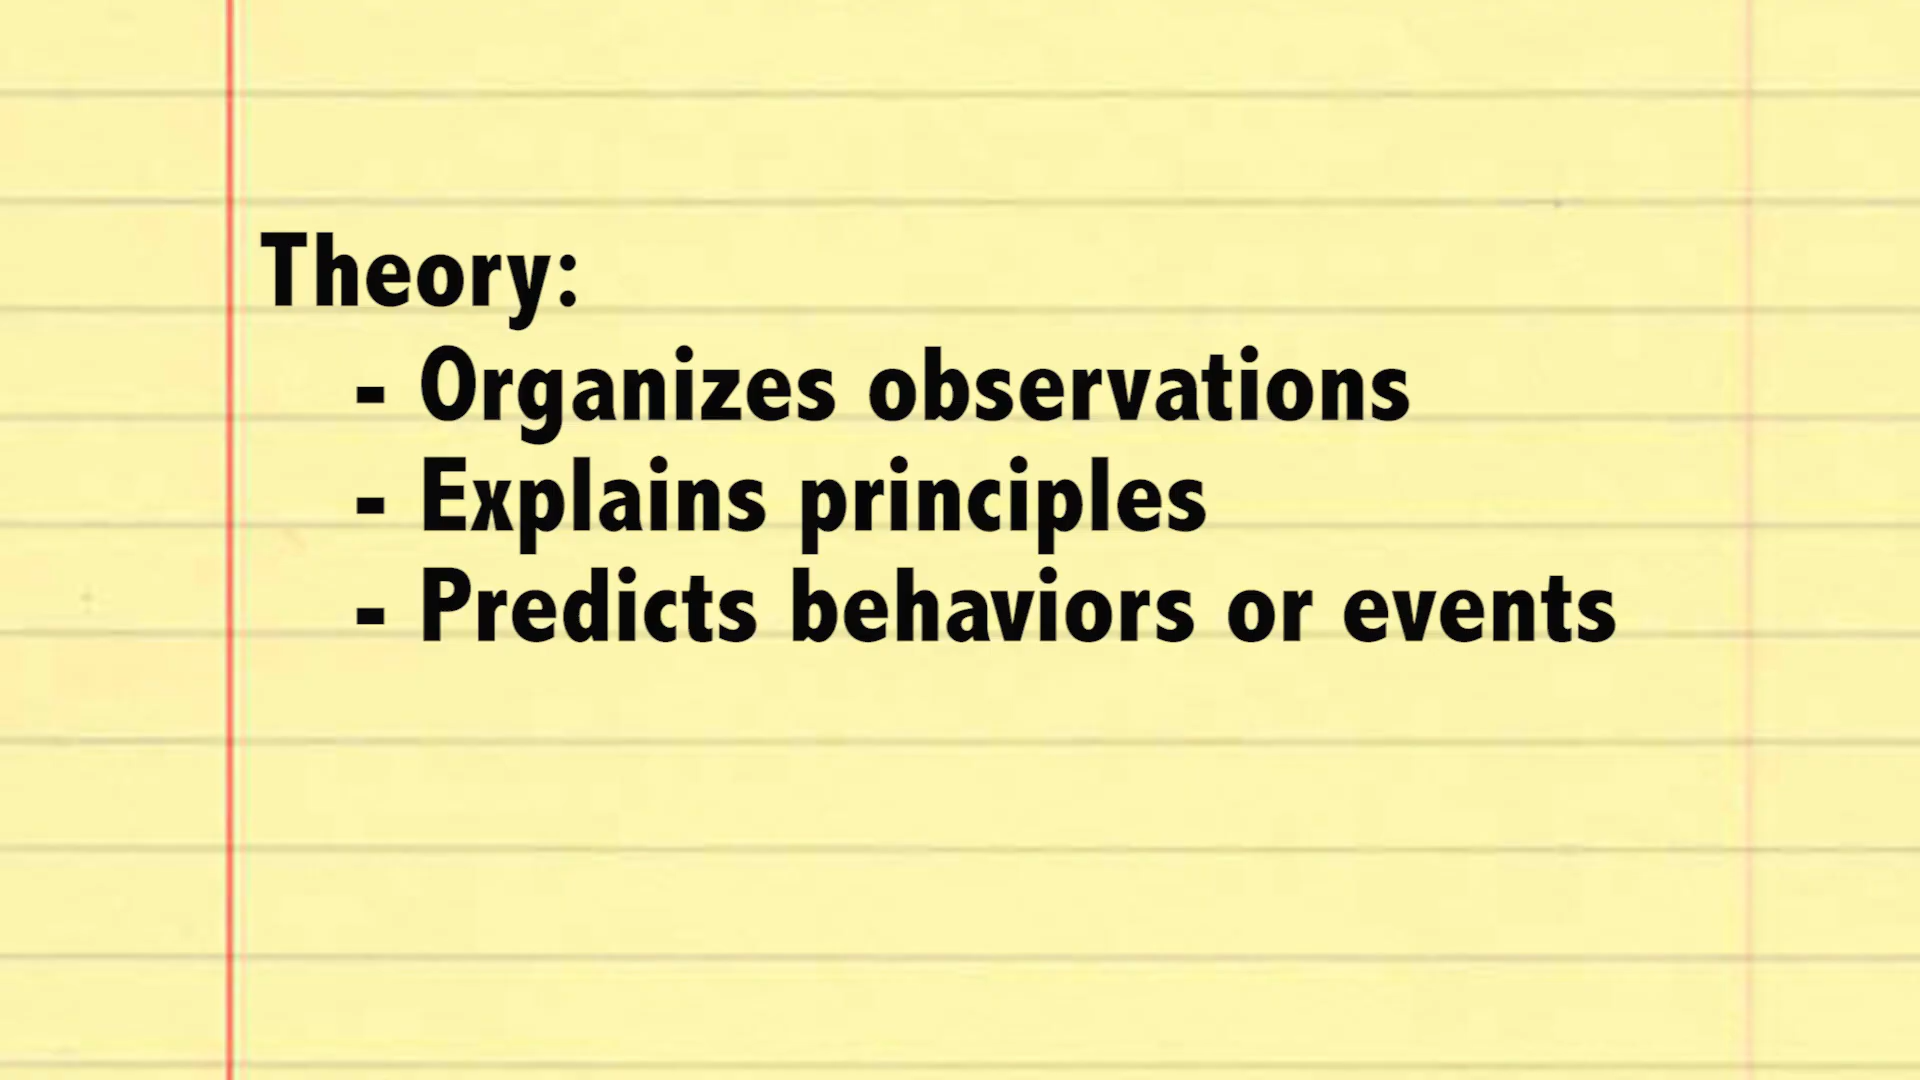 Theory:
- Organizes observations
- Explains principles
- Predicts behaviors or events